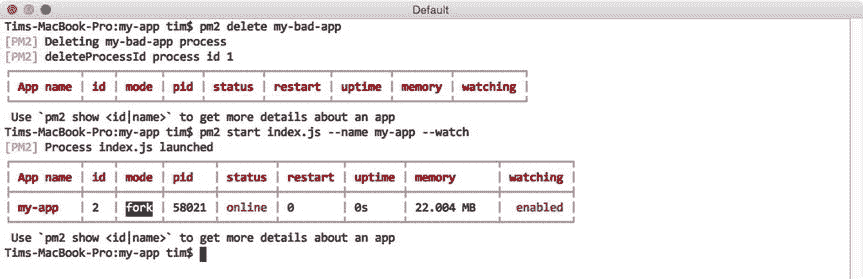 Default
Tims-MacBook-Pro:my-app tim$ pm2 delete my-bad-app
[PM2] Deleting my-bad-app process
[PM2] deleteProcessId process id 1
App name | id | mode | pid | status | restart | uptime | memory | watching
Use `pm2 show <id|name>` to get more details about an app
Tims-MacBook-Pro:my-app tim$ pm2 start index.js --name my-app --watch
[PM2] Process index.js launched
App name | id | mode | pid | status | restart | uptime | memory | watching
my-app | 2 | fork | 58021 | online | 0 | 0s | 22.004 MB | enabled
Use `pm2 show <id|name>` to get more details about an app
Tims-MacBook-Pro:my-app tim$